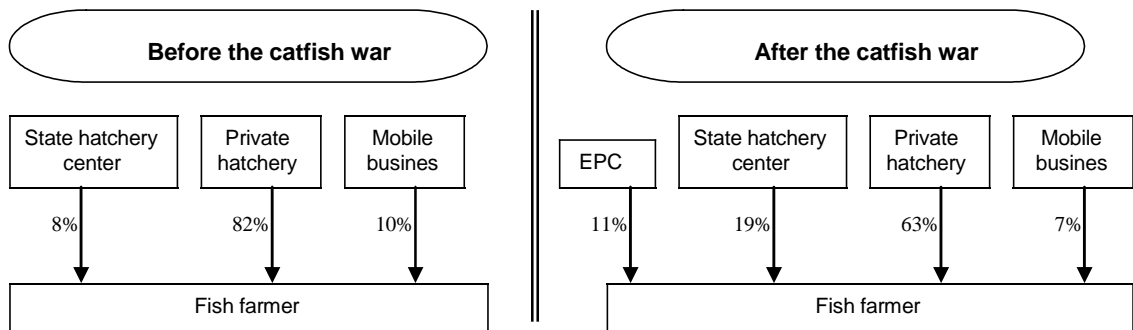 Before the catfish war
State hatchery
center
Private
hatchery
Mobile
busines
8%
82%
10%
Fish farmer
After the catfish war
EPC
State hatchery
center
Private
hatchery
Mobile
busines
11%
19%
63%
7%
Fish farmer